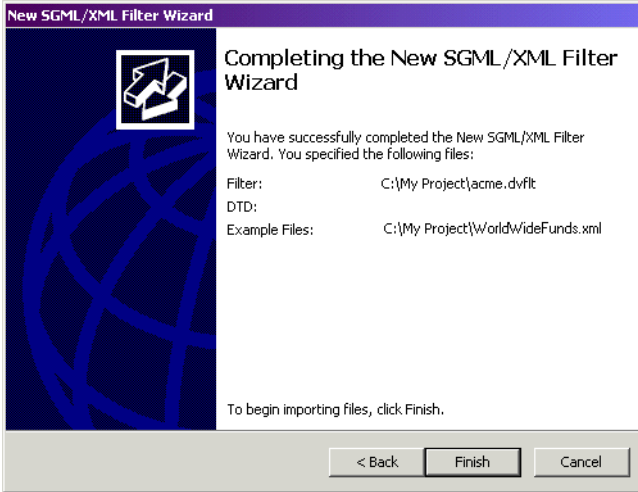 New SGML/XML Filter Wizard
Completing the New SGML/XML Filter
Wizard
You have successfully completed the New SGML/XML Filter
Wizard. You specified the following files:
Filter: C:\My Project\acme.dvflt
DTD:
Example Files: C:\My Project\WorldWideFunds.xml
To begin importing files, click Finish.
< Back Finish Cancel